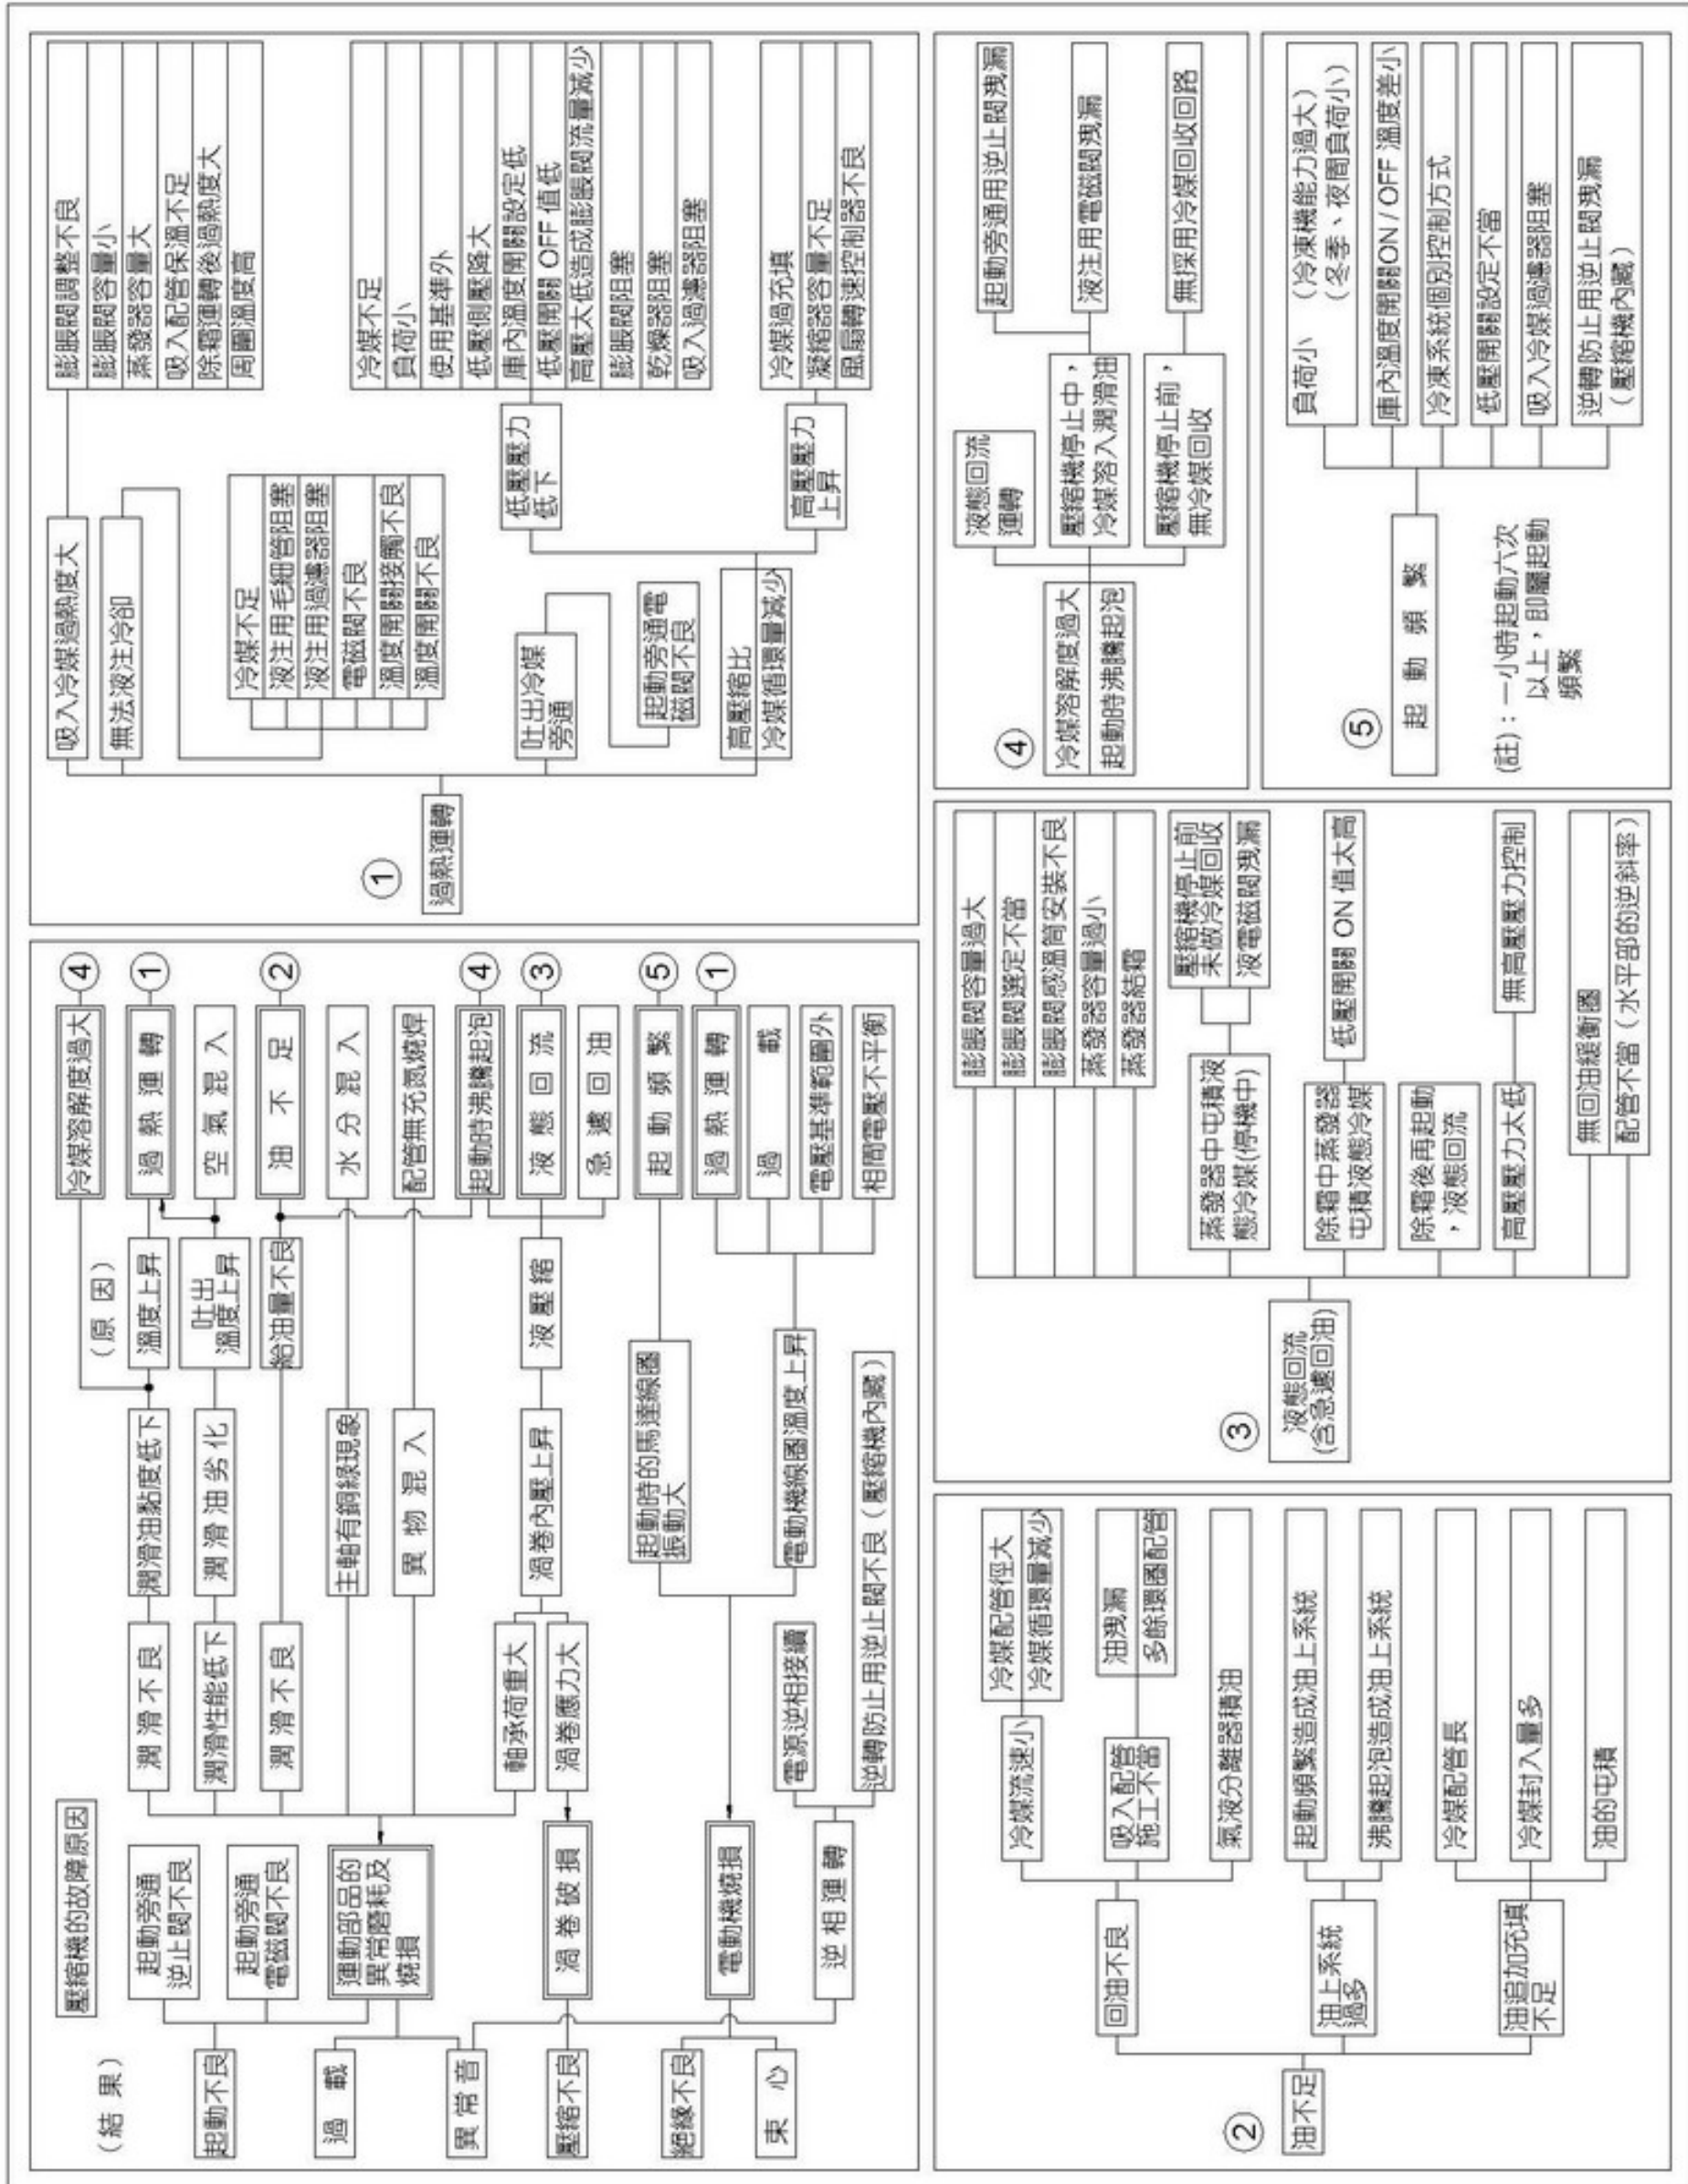 壓縮機的故障原因
（結 果）
（原 因）
起動不良
過 載
異 常 音
壓縮不良
絕緣不良
束 心
起動旁通
逆止閥不良
起動旁通
電磁閥不良
運動部品的
異常磨耗及
燒損
渦 卷 破 損
電動機燒損
逆 相 運 轉
潤 滑 不 良
潤滑性能低下
潤 滑 不 良
軸承荷重大
渦卷應力大
電源逆相接續
逆轉防止用逆止閥不良（壓縮機內藏）
潤滑油黏度低下
潤 滑 油 劣 化
主軸有銅綠現象
異 物 混 入
渦卷內壓上昇
起動時的馬達線圈
振動大
電動機線圈溫度上昇
溫度上昇
吐出
溫度上昇
給油量不良
液 壓 縮
冷媒溶解度過大
④
過 熱 運 轉
①
空 氣 混 入
油 不 足
②
水 分 混 入
配管無充氮燒焊
起動時沸騰起泡
④
液 態 回 流
③
急 遽 回 油
起 動 頻 繁
⑤
過 熱 運 轉
①
過 載
電壓基準範圍外
相間電壓不平衡
①
過熱運轉
吸入冷媒過熱度大
膨脹閥調整不良
膨脹閥容量小
蒸發器容量大
吸入配管保溫不足
除霜運轉後過熱度大
周圍溫度高
無法液注冷卻
冷媒不足
液注用毛細管阻塞
液注用過濾器阻塞
電磁閥不良
溫度開關接觸不良
溫度開關不良
吐出冷媒
旁通
起動旁通電
磁閥不良
高壓縮比
冷媒循環量減少
低壓壓力
低下
冷媒不足
負荷小
使用基準外
低壓側壓降大
庫內溫度開關設定低
低壓開關 OFF 值低
高壓太低造成膨脹閥流量減少
膨脹閥阻塞
乾燥器阻塞
吸入過濾器阻塞
高壓壓力
上昇
冷媒過充填
凝縮器容量不足
風扇轉速控制器不良
②
油不足
回油不良
冷媒流速小
冷媒配管徑大
冷媒循環量減少
吸入配管
施工不當
油洩漏
多餘環圈配管
氣液分離器積油
油上系統
過多
起動頻繁造成油上系統
沸騰起泡造成油上系統
油追加充填
不足
冷媒配管長
冷媒封入量多
油的屯積
③
液態回流
(含急遽回油)
膨脹閥容量過大
膨脹閥選定不當
膨脹閥感溫筒安裝不良
蒸發器容量過小
蒸發器結霜
蒸發器中屯積液
態冷媒(停機中)
壓縮機停止前
未做冷媒回收
液電磁閥洩漏
除霜中蒸發器
屯積液態冷媒
低壓開關 ON 值太高
除霜後再起動
，液態回流
高壓壓力太低
無高壓壓力控制
無回油緩衝圈
配管不當（水平部的逆斜率）
④
冷媒溶解度過大
起動時沸騰起泡
液態回流
運轉
壓縮機停止中，
冷媒溶入潤滑油
起動旁通用逆止閥洩漏
液注用電磁閥洩漏
壓縮機停止前，
無冷媒回收
無採用冷媒回收回路
⑤
起 動 頻 繁
負荷小 （冷凍機能力過大）
（冬季、夜間負荷小）
庫內溫度開關ON / OFF 溫度差小
冷凍系統個別控制方式
低壓開關設定不當
吸入冷媒過濾器阻塞
逆轉防止用逆止閥洩漏
（壓縮機內藏）
(註)：一小時起動六次
以上，即屬起動
頻繁